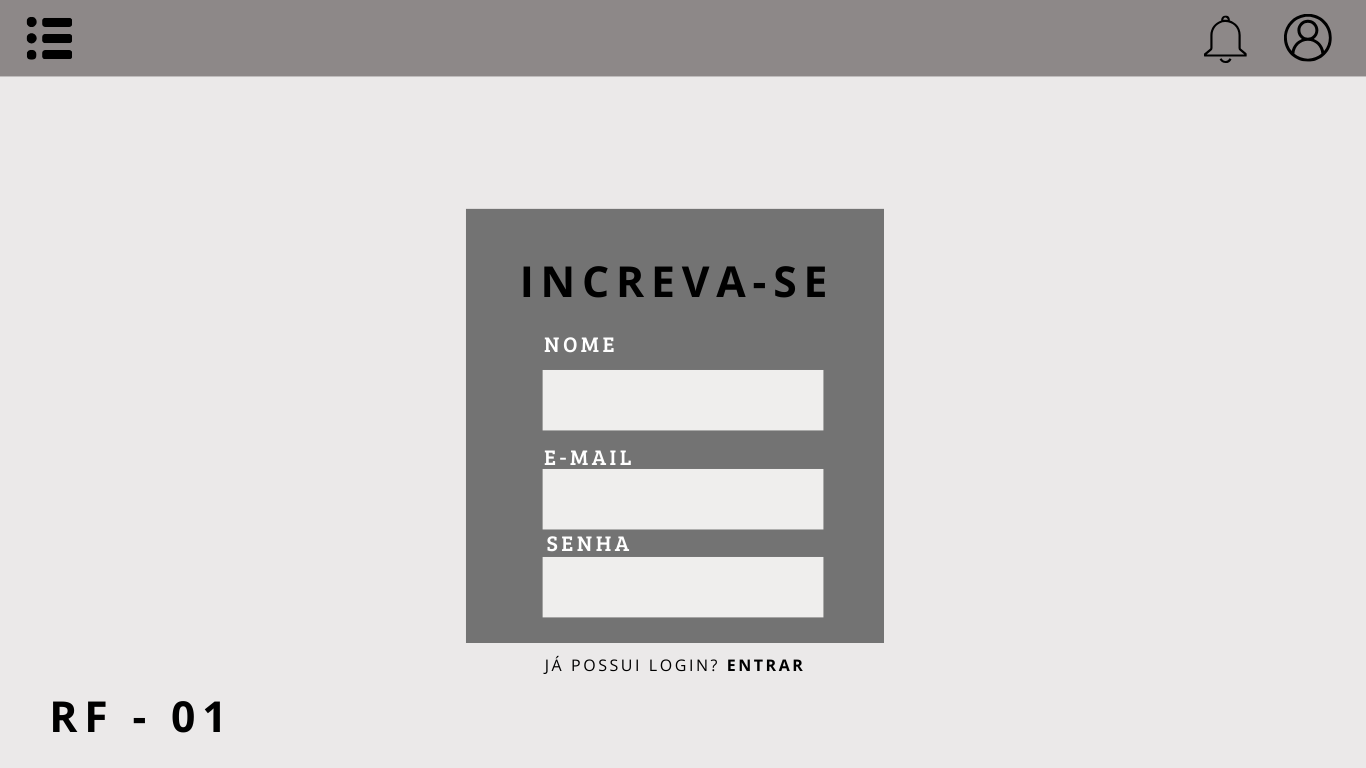 INCREVA-SE
NOME
E-MAIL
SENHA
JÁ POSSUI LOGIN? ENTRAR
RF - 01